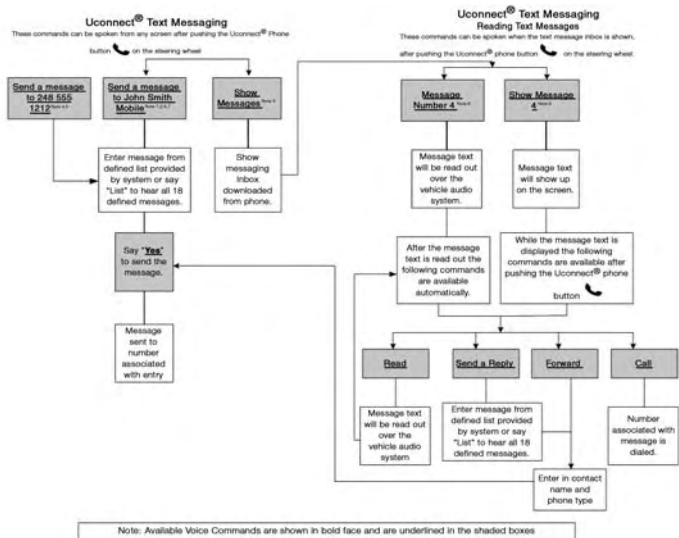 Uconnect® Text Messaging
These commands can be spoken from any screen after pushing the Uconnect® Phone
button on the steering wheel
Send a message
to 248 555
1212
Send a message
to John Smith
Mobile
Show
Messages
Enter message from
defined list provided
by system or say
"List" to hear all 18
defined messages.
Show
messaging
Inbox
downloaded
from phone.
Say "Yes"
to send the
message.
Message
sent to
number
associated
with entry
Uconnect® Text Messaging
Reading Text Messages
These commands can be spoken when the text message inbox is shown,
after pushing the Uconnect® phone button on the steering wheel.
Message
Number 4
Show Message
4
Message text
will be read out
over the
vehicle audio
system.
Message text
will show up
on the screen.
After the message
text is read out the
following commands
are available
automatically.
While the message text is
displayed the following
commands are available after
pushing the Uconnect® phone
button
Read
Send a Reply
Forward
Call
Message text
will be read out
over the
vehicle audio
system
Enter message from
defined list provided
by system or say
"List" to hear all 18
defined messages.
Number
associated with
message is
dialed.
Enter in contact
name and
phone type
Note: Available Voice Commands are shown in bold face and are underlined in the shaded boxes